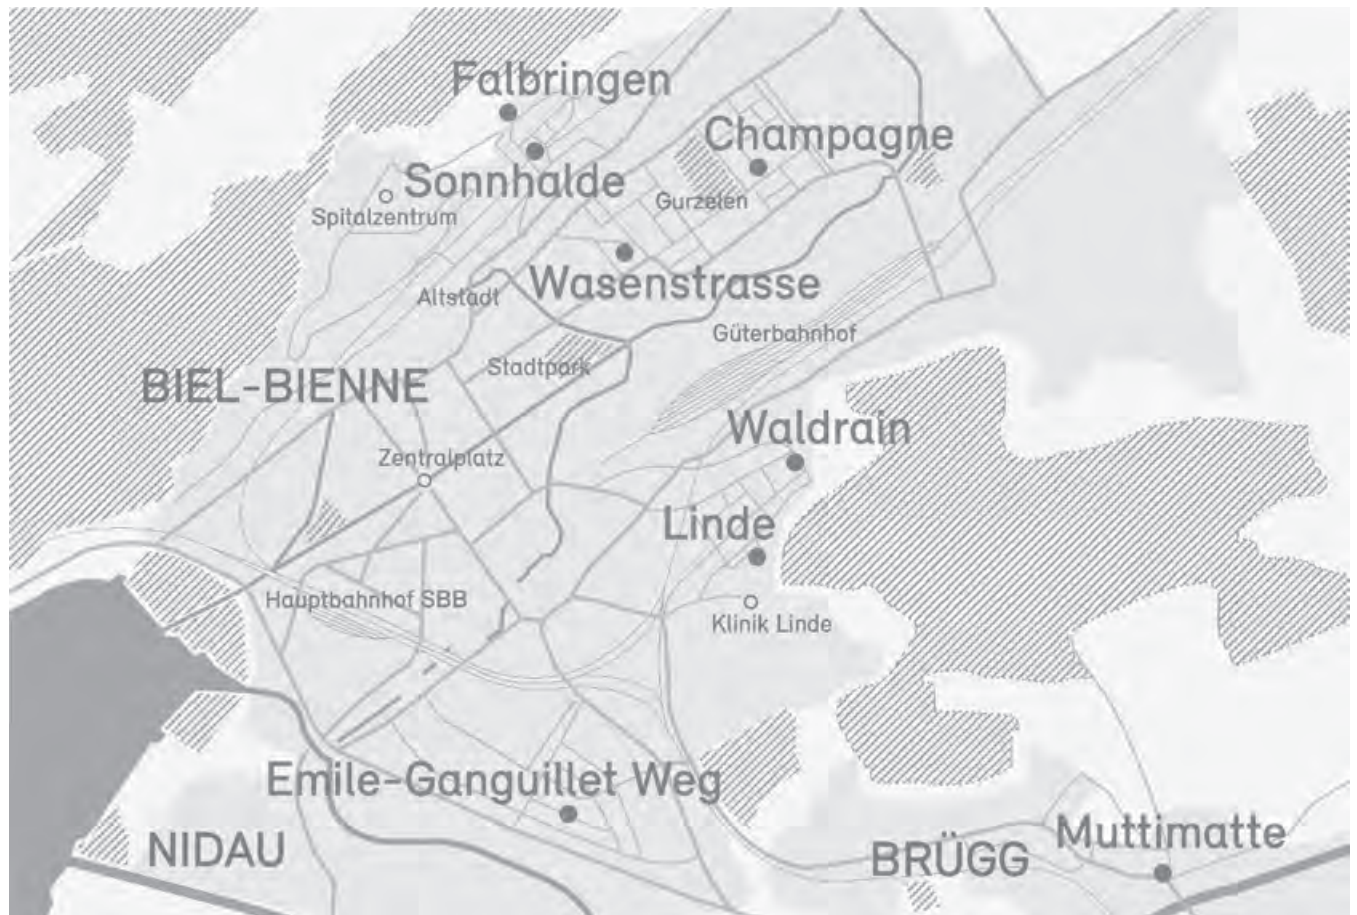 Falbringen
Champagne
Sonnhalde
Gurzelen
Spitalzentrum
Wasenstrasse
Altstadt
Güterbahnhof
Stadtpark
BIEL-BIENNE
Waldrain
Zentralplatz
Linde
Hauptbahnhof SBB
Klinik Linde
Emile-Ganguillet Weg
Muttimatte
NIDAU
BRÜGG